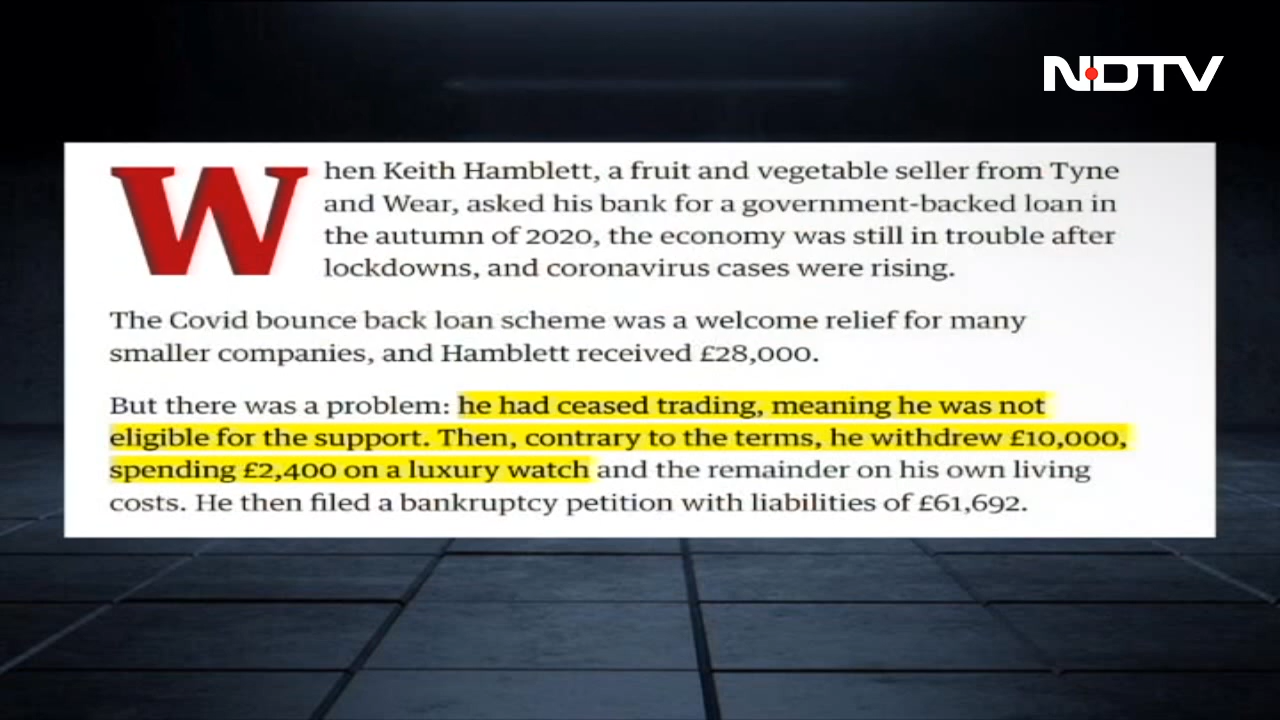 NDTV
When Keith Hamblett, a fruit and vegetable seller from Tyne
and Wear, asked his bank for a government-backed loan in
the autumn of 2020, the economy was still in trouble after
lockdowns, and coronavirus cases were rising.
The Covid bounce back loan scheme was a welcome relief for many
smaller companies, and Hamblett received £28,000.
But there was a problem: he had ceased trading, meaning he was not
eligible for the support. Then, contrary to the terms, he withdrew £10,000,
spending £2,400 on a luxury watch and the remainder on his own living
costs. He then filed a bankruptcy petition with liabilities of £61,692.